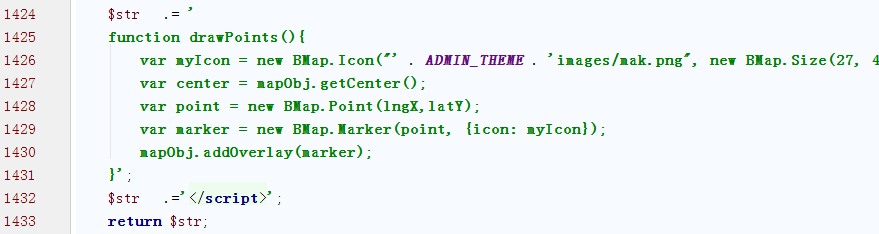 1424 $str .= '
1425 function drawPoints(){
1426 var myIcon = new BMap.Icon("' . ADMIN_THEME . 'images/mak.png", new BMap.Size(27, 4
1427 var center = mapObj.getCenter();
1428 var point = new BMap.Point(lngX,latY);
1429 var marker = new BMap.Marker(point, {icon: myIcon});
1430 mapObj.addOverlay(marker);
1431 }';
1432 $str .='</script>';
1433 return $str;